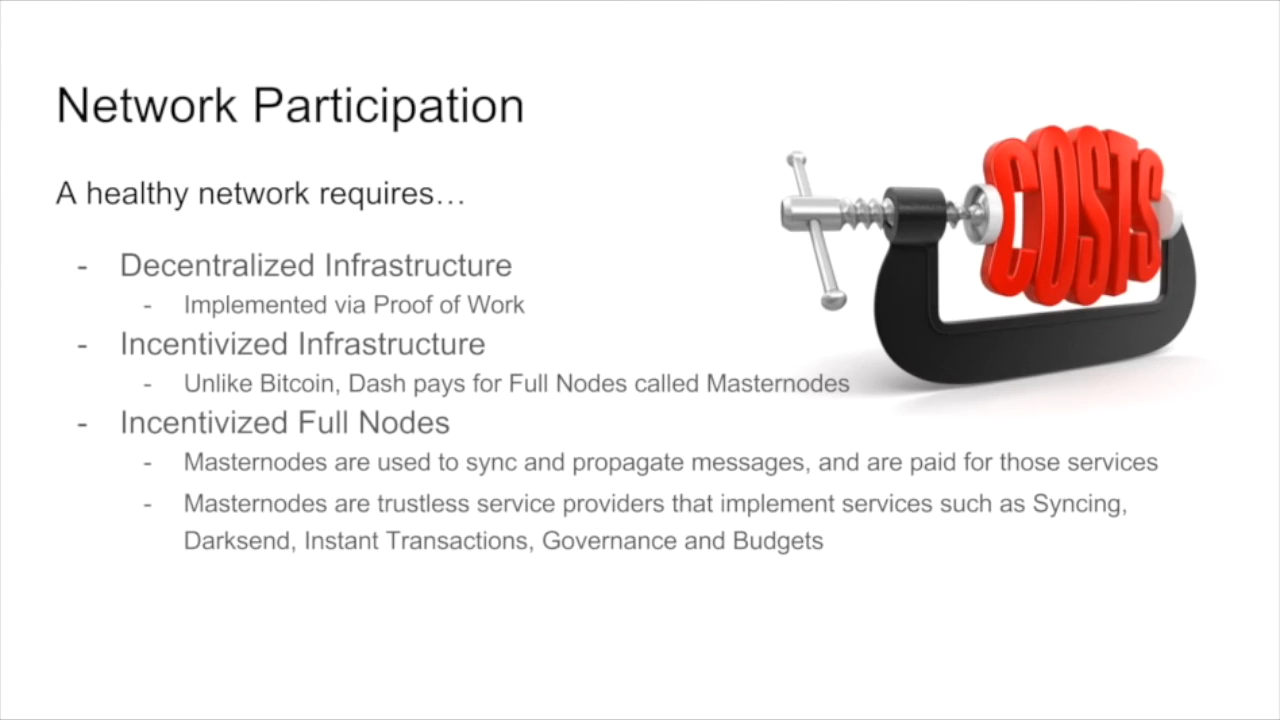 Network Participation
A healthy network requires…
- Decentralized Infrastructure
- Implemented via Proof of Work
- Incentivized Infrastructure
- Unlike Bitcoin, Dash pays for Full Nodes called Masternodes
- Incentivized Full Nodes
- Masternodes are used to sync and propagate messages, and are paid for those services
- Masternodes are trustless service providers that implement services such as Syncing,
Darksend, Instant Transactions, Governance and Budgets
COSTS